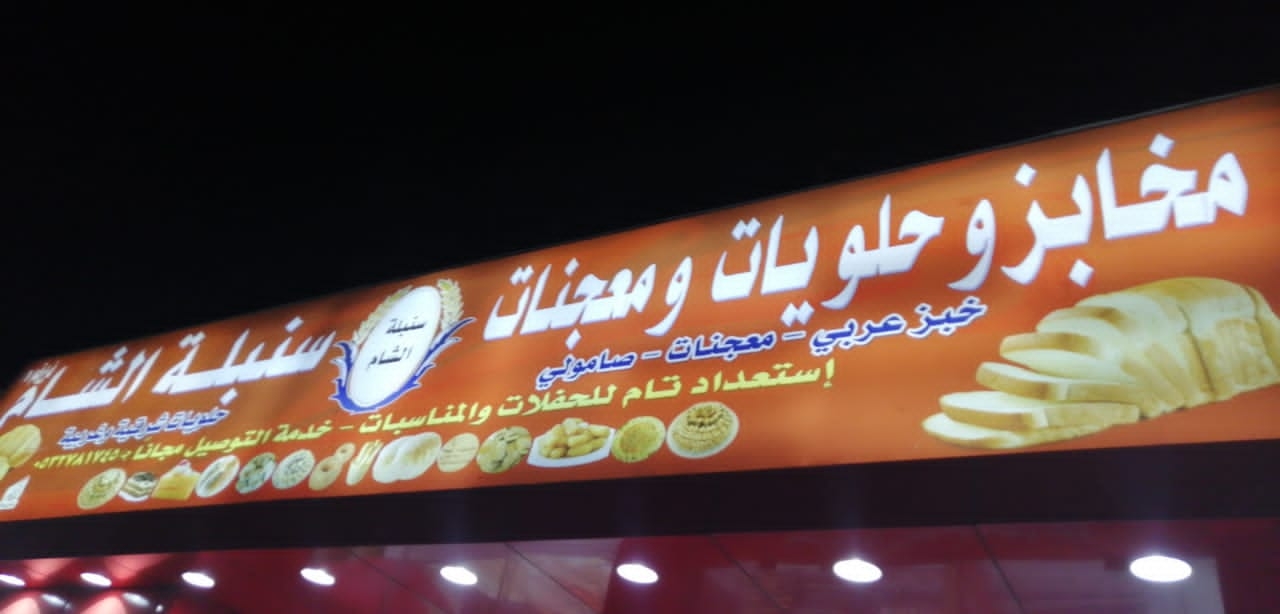 مخابز و حلويات و معجنات
سنبلة الشام
سنبلة
الشام
خبز عربي - معجنات - صامولي
حلويات شرقية وغربية
إستعداد تام للحفلات والمناسبات - خدمة التوصيل مجانا